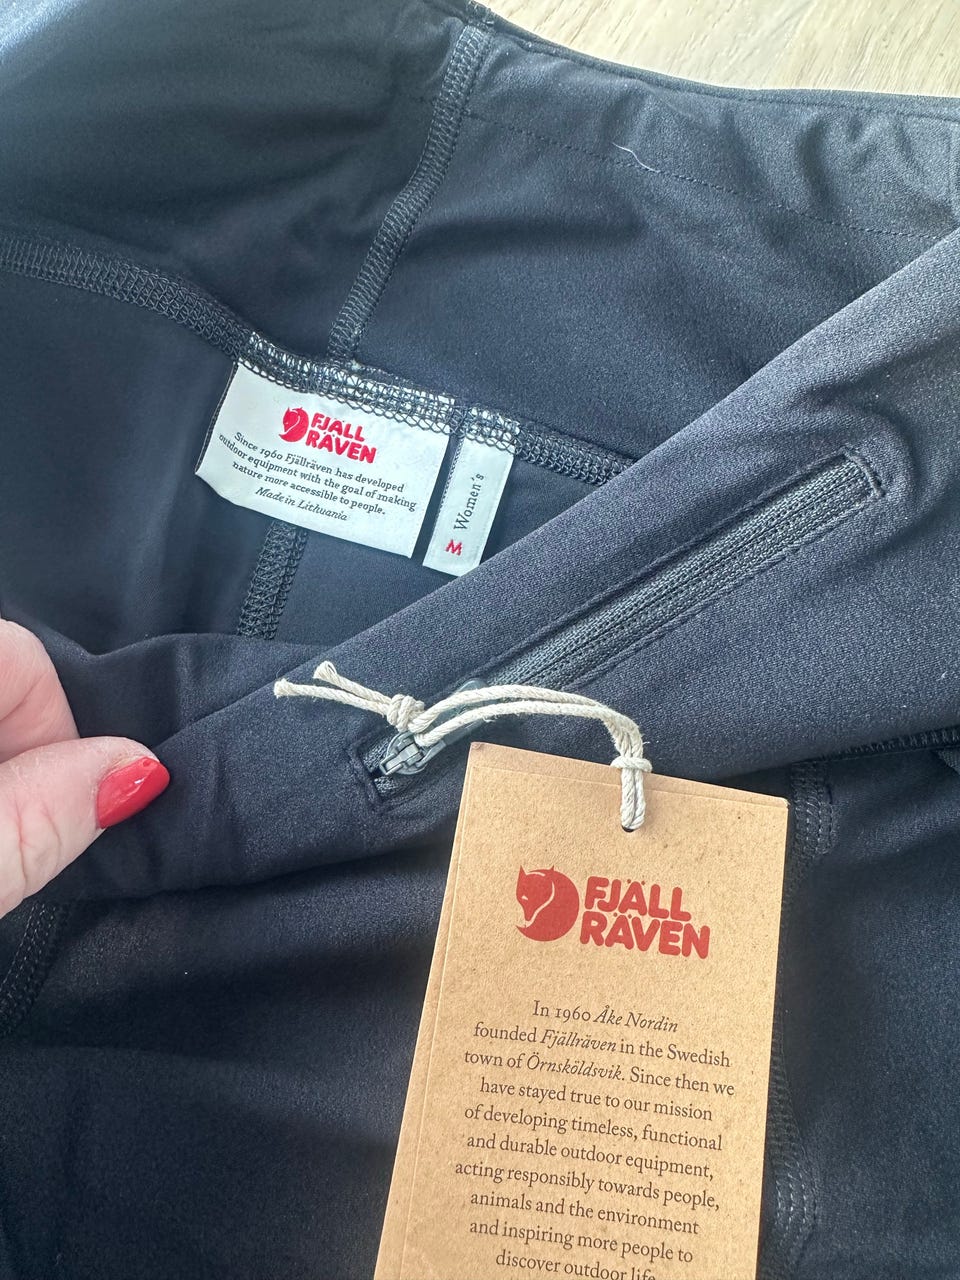 FJÄLL
RÄVEN
Since 1960 Fjällräven has developed
outdoor equipment with the goal of making
nature more accessible to people.
Made in Lithuania
Women's
M
FJÄLL
RÄVEN
In 1960 Åke Nordin
founded Fjällräven in the Swedish
town of Örnsköldsvik. Since then we
have stayed true to our mission
of developing timeless, functional
and durable outdoor equipment,
acting responsibly towards people,
animals and the environment
and inspiring more people to
discover outdoor life.